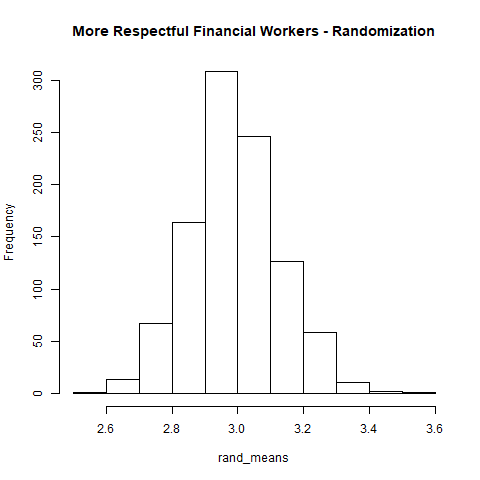 More Respectful Financial Workers - Randomization
Frequency
300
250
200
150
100
50
0
2.6 2.8 3.0 3.2 3.4 3.6
rand_means